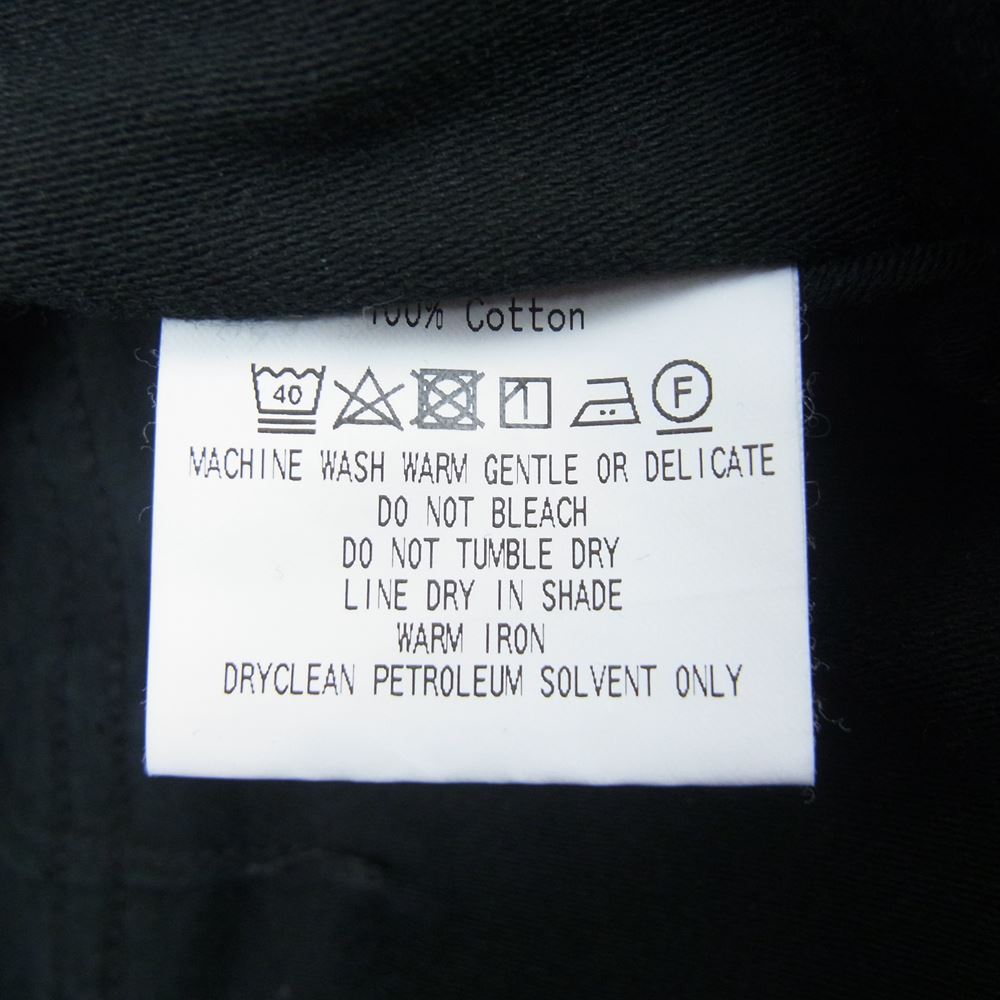 100% Cotton
40 F
MACHINE WASH WARM GENTLE OR DELICATE
DO NOT BLEACH
DO NOT TUMBLE DRY
LINE DRY IN SHADE
WARM IRON
DRYCLEAN PETROLEUM SOLVENT ONLY